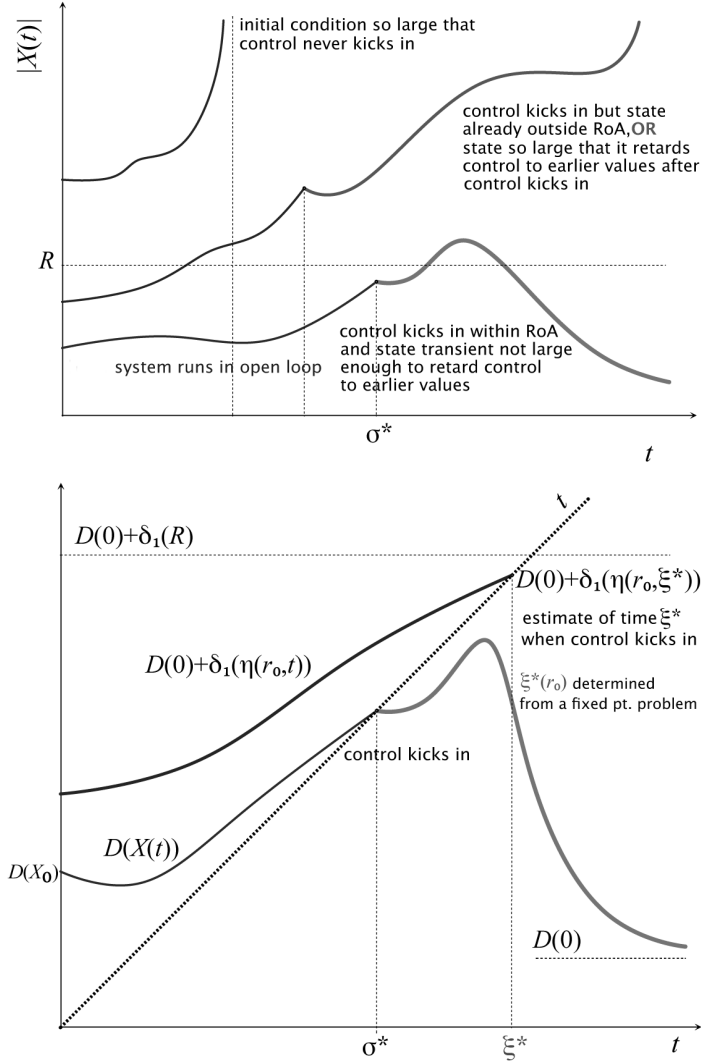 |X(t)|
initial condition so large that
control never kicks in
control kicks in but state
already outside RoA,OR
state so large that it retards
control to earlier values after
control kicks in
R
control kicks in within RoA
and state transient not large
enough to retard control
to earlier values
system runs in open loop
σ*
t
t
D(0)+δ₁(R)
D(0)+δ₁(η(r₀,ξ*))
estimate of time ξ*
when control kicks in
D(0)+δ₁(η(r₀,t))
ξ*(r₀) determined
from a fixed pt. problem
control kicks in
D(X(t))
D(X₀)
D(0)
σ*
ξ*
t